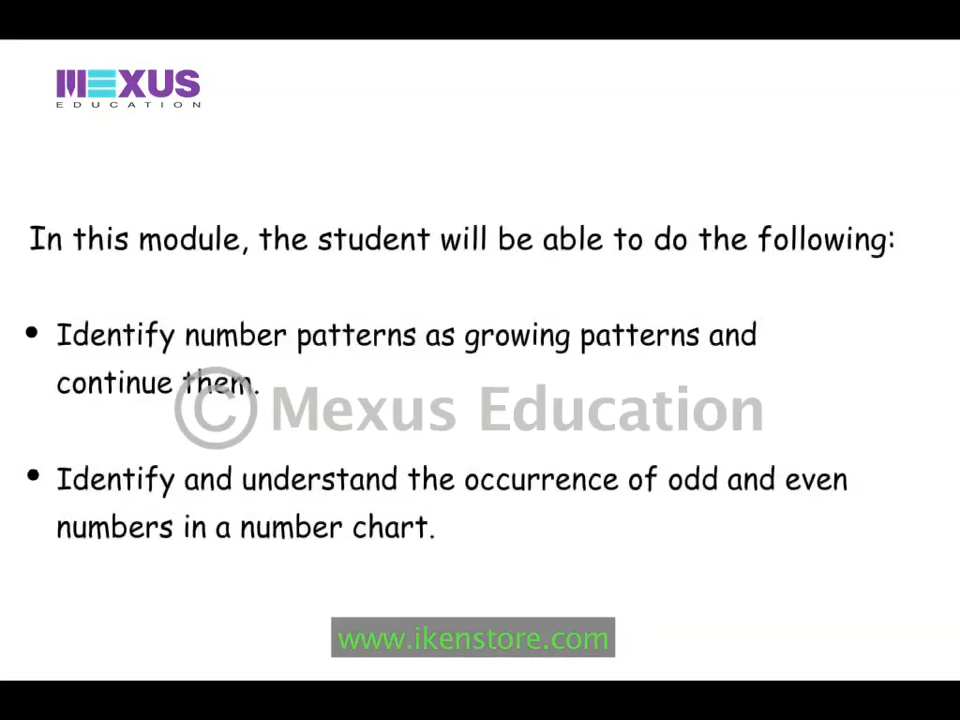 MEXUS
EDUCATION
In this module, the student will be able to do the following:
• Identify number patterns as growing patterns and
continue them.
© Mexus Education
• Identify and understand the occurrence of odd and even
numbers in a number chart.
www.ikenstore.com